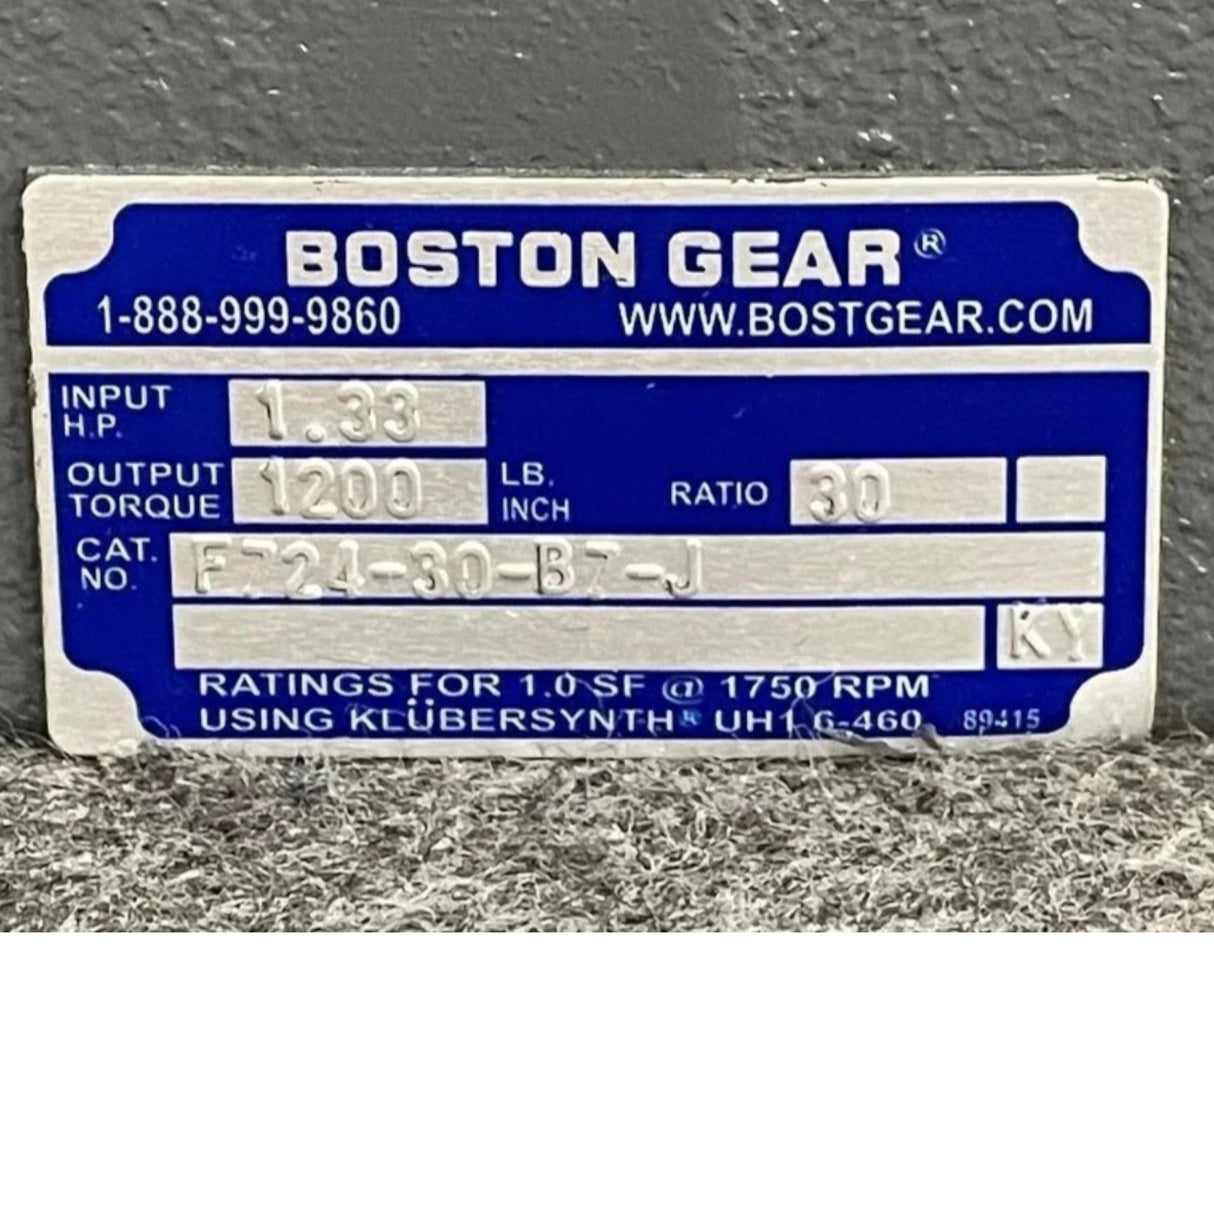 BOSTON GEAR®
1-888-999-9860 WWW.BOSTGEAR.COM
INPUT H.P. 1.33
OUTPUT TORQUE 1200 LB. INCH RATIO 30
CAT. NO. F724-30-B7-J
KY
RATINGS FOR 1.0 SF @ 1750 RPM
USING KLÜBERSYNTH® UH1 6-460 89415